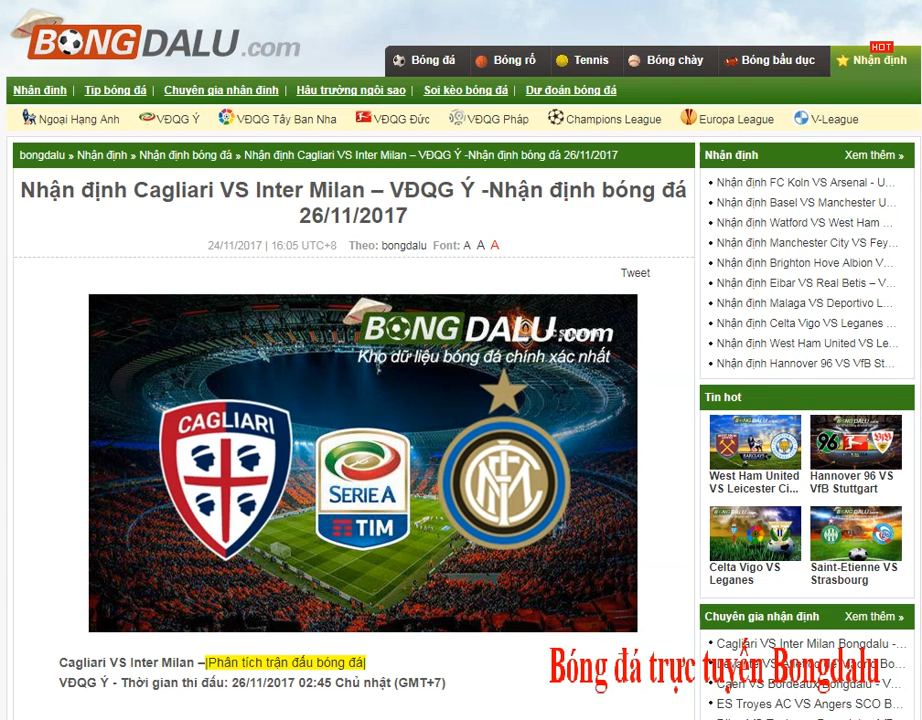 BONGDALU.com
Bóng đá
Bóng rổ
Tennis
Bóng chày
Bóng bầu dục
HOT
Nhận định
Nhận định | Tip bóng đá | Chuyên gia nhận định | Hậu trường ngôi sao | Soi kèo bóng đá | Dự đoán bóng đá
Ngoại Hạng Anh
VĐQG Ý
VĐQG Tây Ban Nha
VĐQG Đức
VĐQG Pháp
Champions League
Europa League
V-League
bongdalu » Nhận định » Nhận định bóng đá » Nhận định Cagliari VS Inter Milan – VĐQG Ý -Nhận định bóng đá 26/11/2017
Nhận định Cagliari VS Inter Milan – VĐQG Ý -Nhận định bóng đá
26/11/2017
24/11/2017 | 16:05 UTC+8 Theo: bongdalu Font: A A A
Tweet
BONGDALU.com
Kho dữ liệu bóng đá chính xác nhất
CAGLIARI
SERIE A
TIM
Cagliari VS Inter Milan –|Phân tích trận đấu bóng đá|
VĐQG Ý - Thời gian thi đấu: 26/11/2017 02:45 Chủ nhật (GMT+7)
Nhận định
Xem thêm »
Nhận định FC Koln VS Arsenal - U...
Nhận định Basel VS Manchester U...
Nhận định Watford VS West Ham ...
Nhận định Manchester City VS Fey...
Nhận định Brighton Hove Albion V...
Nhận định Eibar VS Real Betis – V...
Nhận định Malaga VS Deportivo L...
Nhận định Celta Vigo VS Leganes ...
Nhận định West Ham United VS Le...
Nhận định Hannover 96 VS VfB St...
Tin hot
West Ham United
VS Leicester Ci...
Hannover 96 VS
VfB Stuttgart
Celta Vigo VS
Leganes
Saint-Etienne VS
Strasbourg
Chuyên gia nhận định
Xem thêm »
Cagliari VS Inter Milan Bongdalu -...
Levante VS Atletico de Madrid Bo...
Caen VS Bordeaux Bongdalu - V...
ES Troyes AC VS Angers SCO B...
Bóng đá trực tuyến Bongdalu